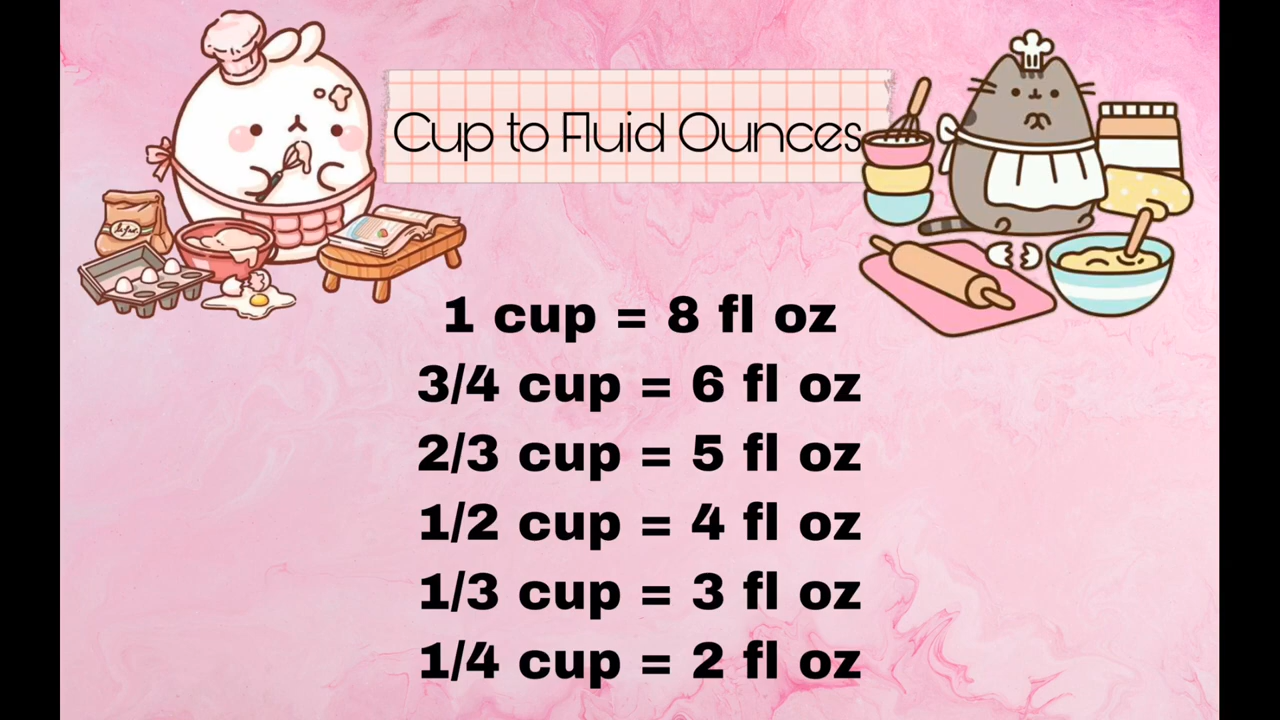 Cup to Fluid Ounces
1 cup = 8 fl oz
3/4 cup = 6 fl oz
2/3 cup = 5 fl oz
1/2 cup = 4 fl oz
1/3 cup = 3 fl oz
1/4 cup = 2 fl oz